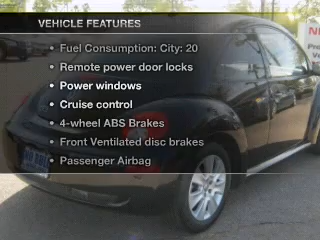 VEHICLE FEATURES
• Fuel Consumption: City: 20
• Remote power door locks
• Power windows
• Cruise control
• 4-wheel ABS Brakes
• Front Ventilated disc brakes
• Passenger Airbag